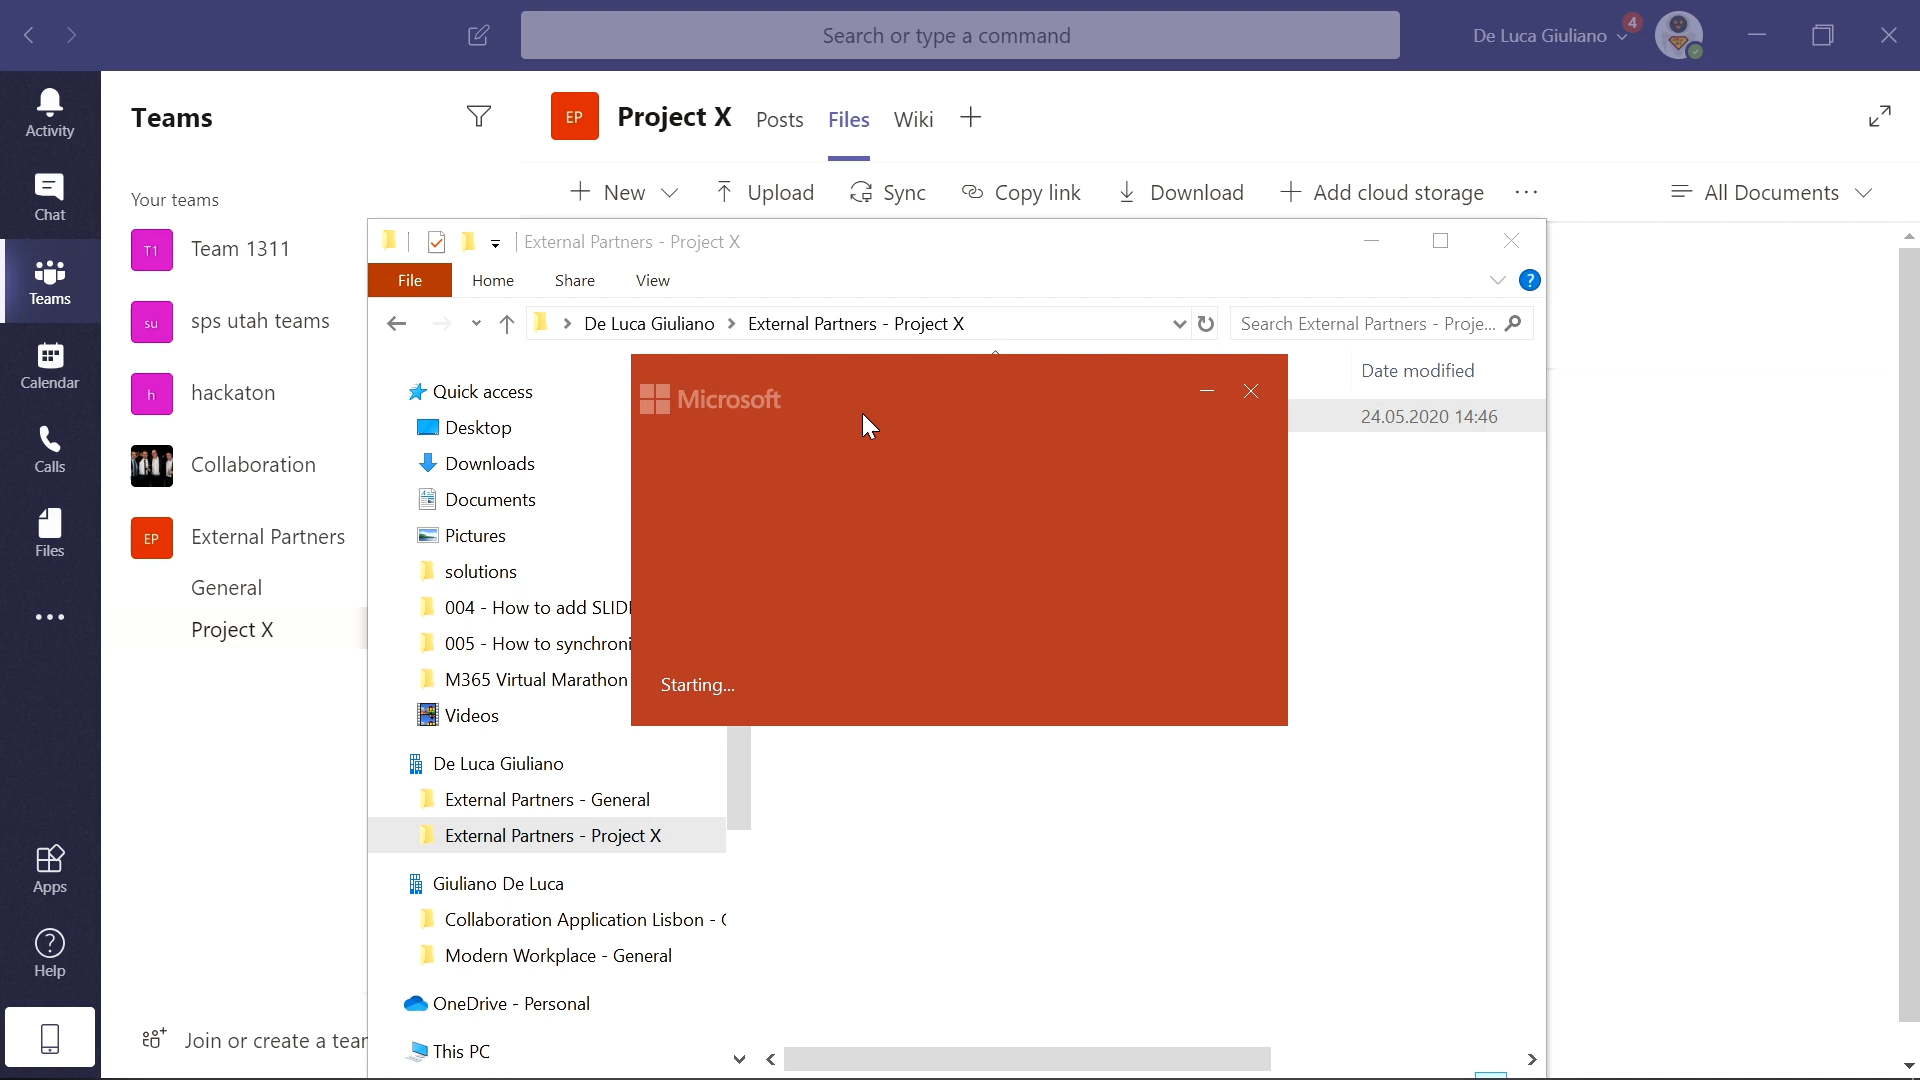 Search or type a command
De Luca Giuliano
4
Activity
Chat
Teams
Calendar
Calls
Files
Apps
Help
Teams
Your teams
T1 Team 1311
su sps utah teams
h hackaton
Collaboration
EP External Partners
General
Project X
Join or create a tear
EP Project X Posts Files Wiki
New Upload Sync Copy link Download Add cloud storage All Documents
External Partners - Project X
File Home Share View
?
De Luca Giuliano > External Partners - Project X
Search External Partners - Proje...
Date modified
24.05.2020 14:46
Quick access
Desktop
Downloads
Documents
Pictures
solutions
004 - How to add SLID
005 - How to synchroni
M365 Virtual Marathon
Videos
De Luca Giuliano
External Partners - General
External Partners - Project X
Giuliano De Luca
Collaboration Application Lisbon -
Modern Workplace - General
OneDrive - Personal
This PC
Microsoft
Starting...